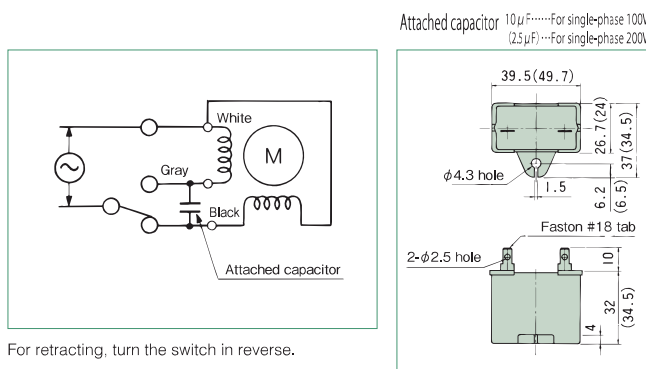 Attached capacitor 10μF······For single-phase 100V
(2.5μF)···For single-phase 200V
White
Gray
M
Black
Attached capacitor
For retracting, turn the switch in reverse.
39.5(49.7)
26.7(24)
37(34.5)
φ4.3 hole
1.5
6.2
(6.5)
Faston #18 tab
2-φ2.5 hole
10
32
(34.5)
4